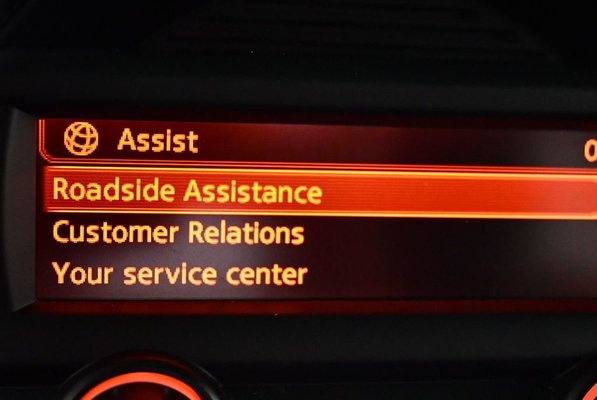 Assist
Roadside Assistance
Customer Relations
Your service center